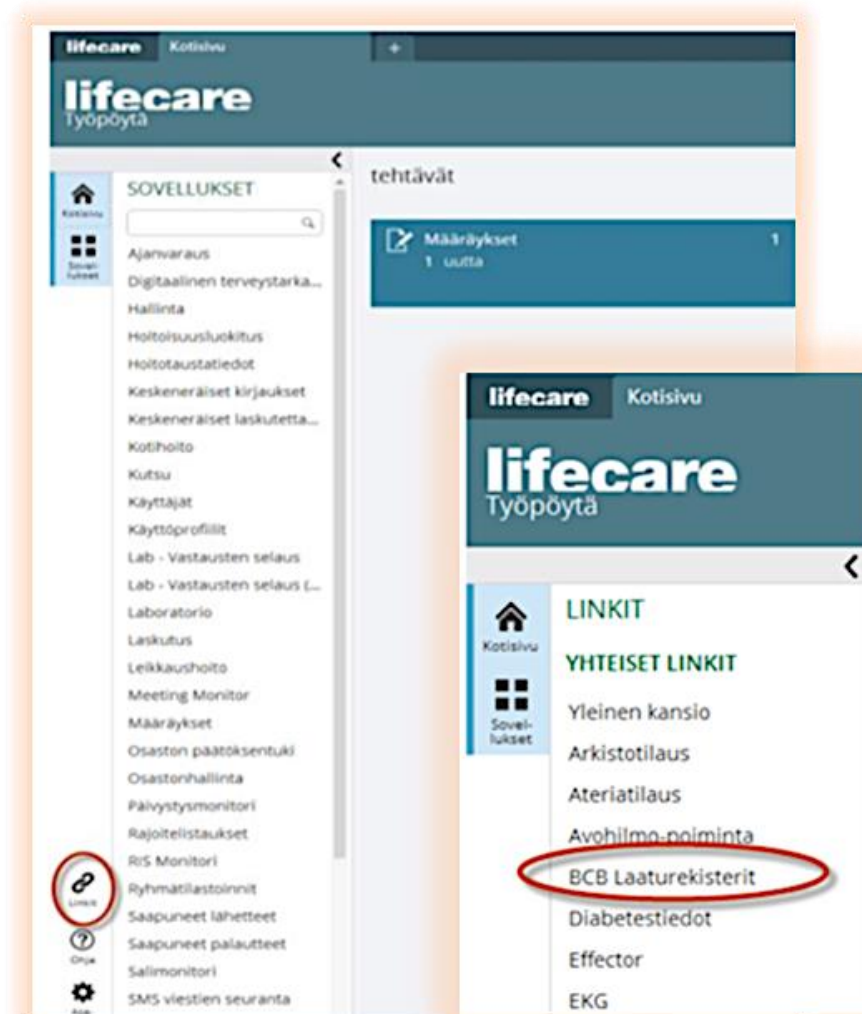 lifecare Kotisivu +
lifecare
Työpöytä
Kotisivu
Sovel-
lukset
SOVELLUKSET
Ajanvaraus
Digitaalinen terveystarka...
Hallinta
Hoitoisuusluokitus
Hoitotaustatiedot
Keskeneräiset kirjaukset
Keskeneräiset laskutetta...
Kotihoito
Kutsu
Käyttäjät
Käyttöprofiilit
Lab - Vastausten selaus
Lab - Vastausten selaus (...
Laboratorio
Laskutus
Leikkaushoito
Meeting Monitor
Määräykset
Osaston päätöksentuki
Osastonhallinta
Päivystysmonitori
Rajoitelistaukset
RIS Monitori
Ryhmätilastoinnit
Saapuneet lähetteet
Saapuneet palautteet
Salimonitori
SMS viestien seuranta
Linkit
Ohje
tehtävät
Määräykset 1
1 uutta
lifecare Kotisivu
lifecare
Työpöytä
Kotisivu
Sovel-
lukset
LINKIT
YHTEISET LINKIT
Yleinen kansio
Arkistotilaus
Ateriatilaus
Avohilmo-poiminta
BCB Laaturekisterit
Diabetestiedot
Effector
EKG